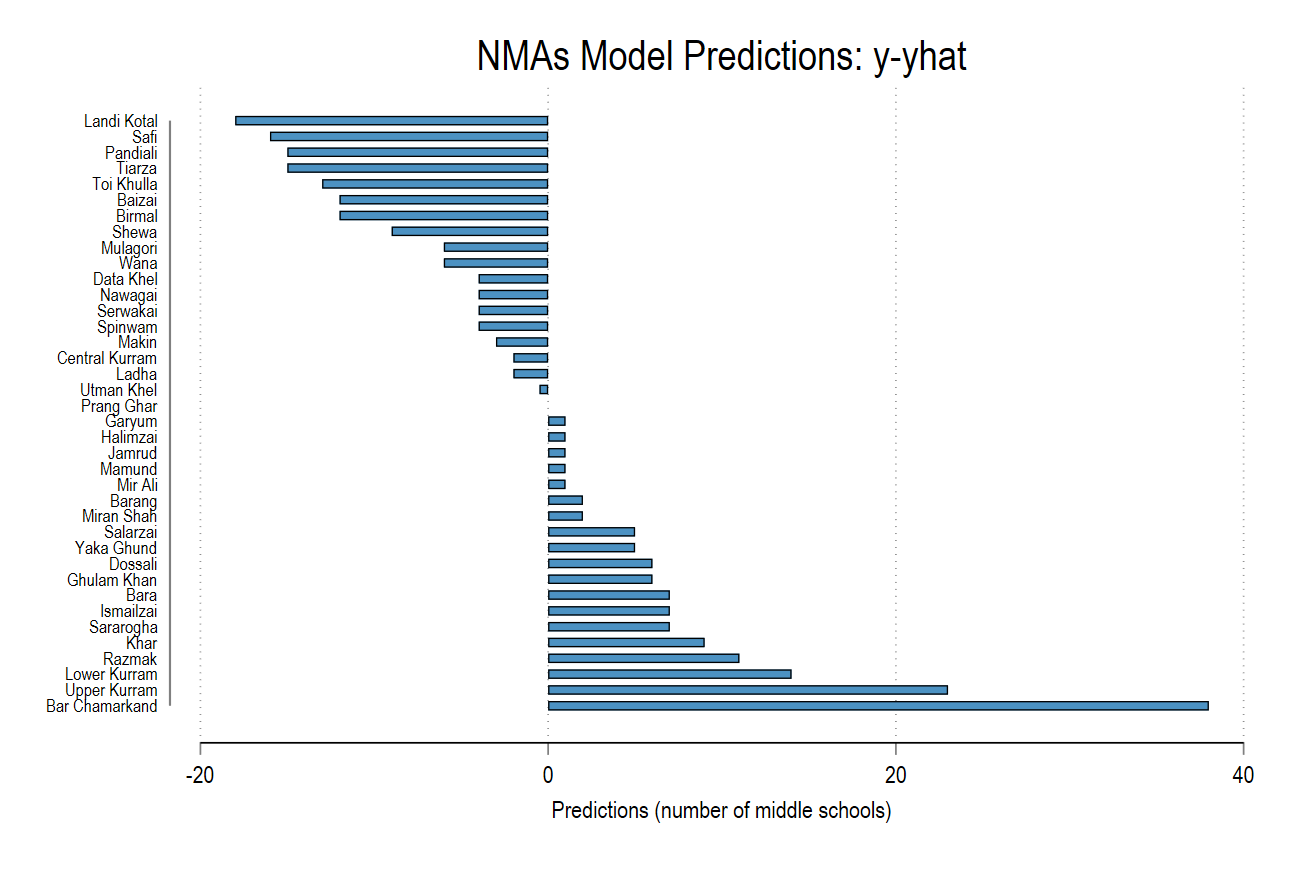 NMAs Model Predictions: y-yhat
Landi Kotal
Safi
Pandiali
Tiarza
Toi Khulla
Baizai
Birmal
Shewa
Mulagori
Wana
Data Khel
Nawagai
Serwakai
Spinwam
Makin
Central Kurram
Ladha
Utman Khel
Prang Ghar
Garyum
Halimzai
Jamrud
Mamund
Mir Ali
Barang
Miran Shah
Salarzai
Yaka Ghund
Dossali
Ghulam Khan
Bara
Ismailzai
Sararogha
Khar
Razmak
Lower Kurram
Upper Kurram
Bar Chamarkand
-20 0 20 40
Predictions (number of middle schools)